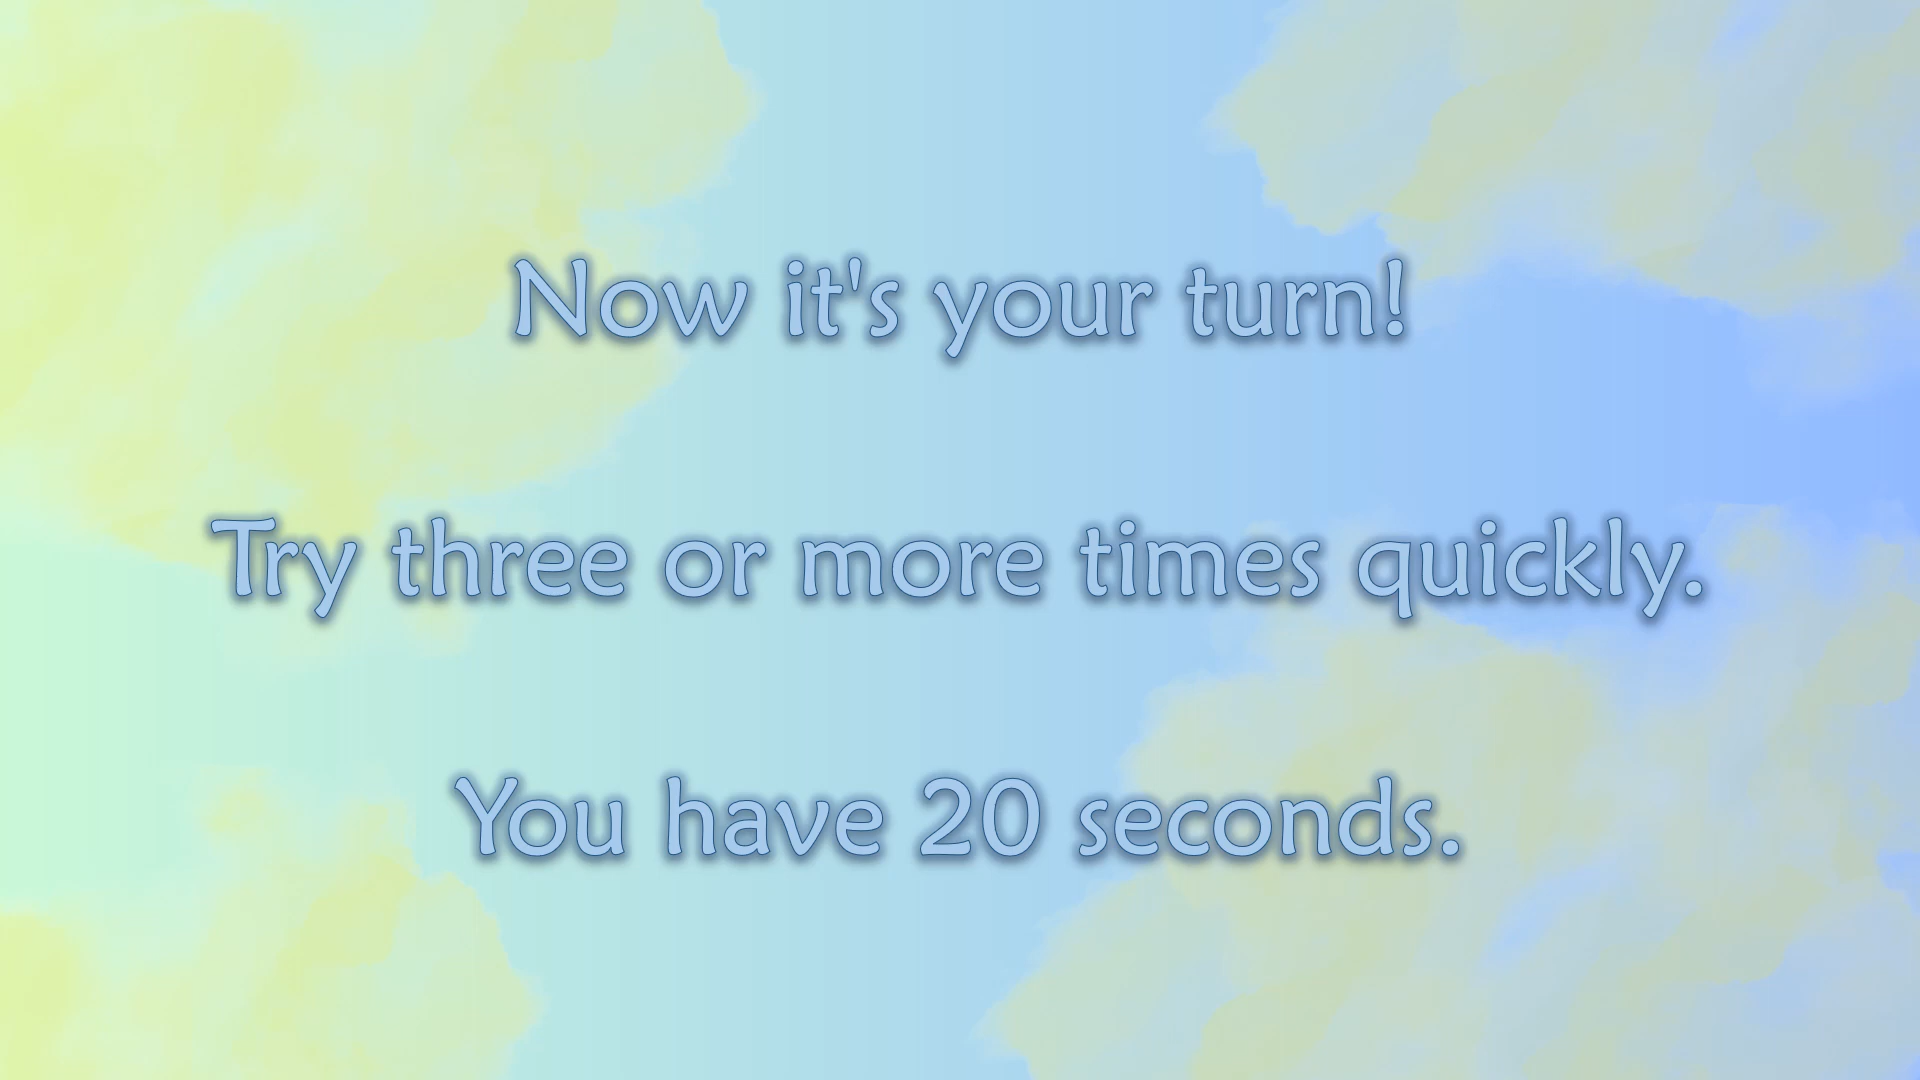 Now it's your turn!
Try three or more times quickly.
You have 20 seconds.